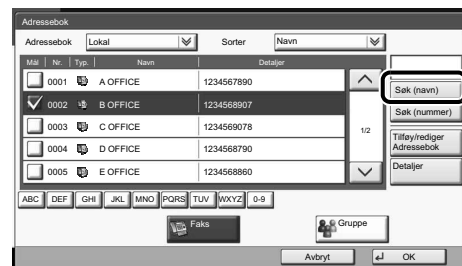 Adressebok
Adressebok Lokal Sorter Navn
Mål Nr. Typ. Navn Detaljer
0001 A OFFICE 1234567890
0002 B OFFICE 1234568907
0003 C OFFICE 1234569078
0004 D OFFICE 1234568790
0005 E OFFICE 1234568860
1/2
Søk (navn)
Søk (nummer)
Tilføy/rediger
Adressebok
Detaljer
ABC DEF GHI JKL MNO PQRS TUV WXYZ 0-9
Faks Gruppe
Avbryt OK